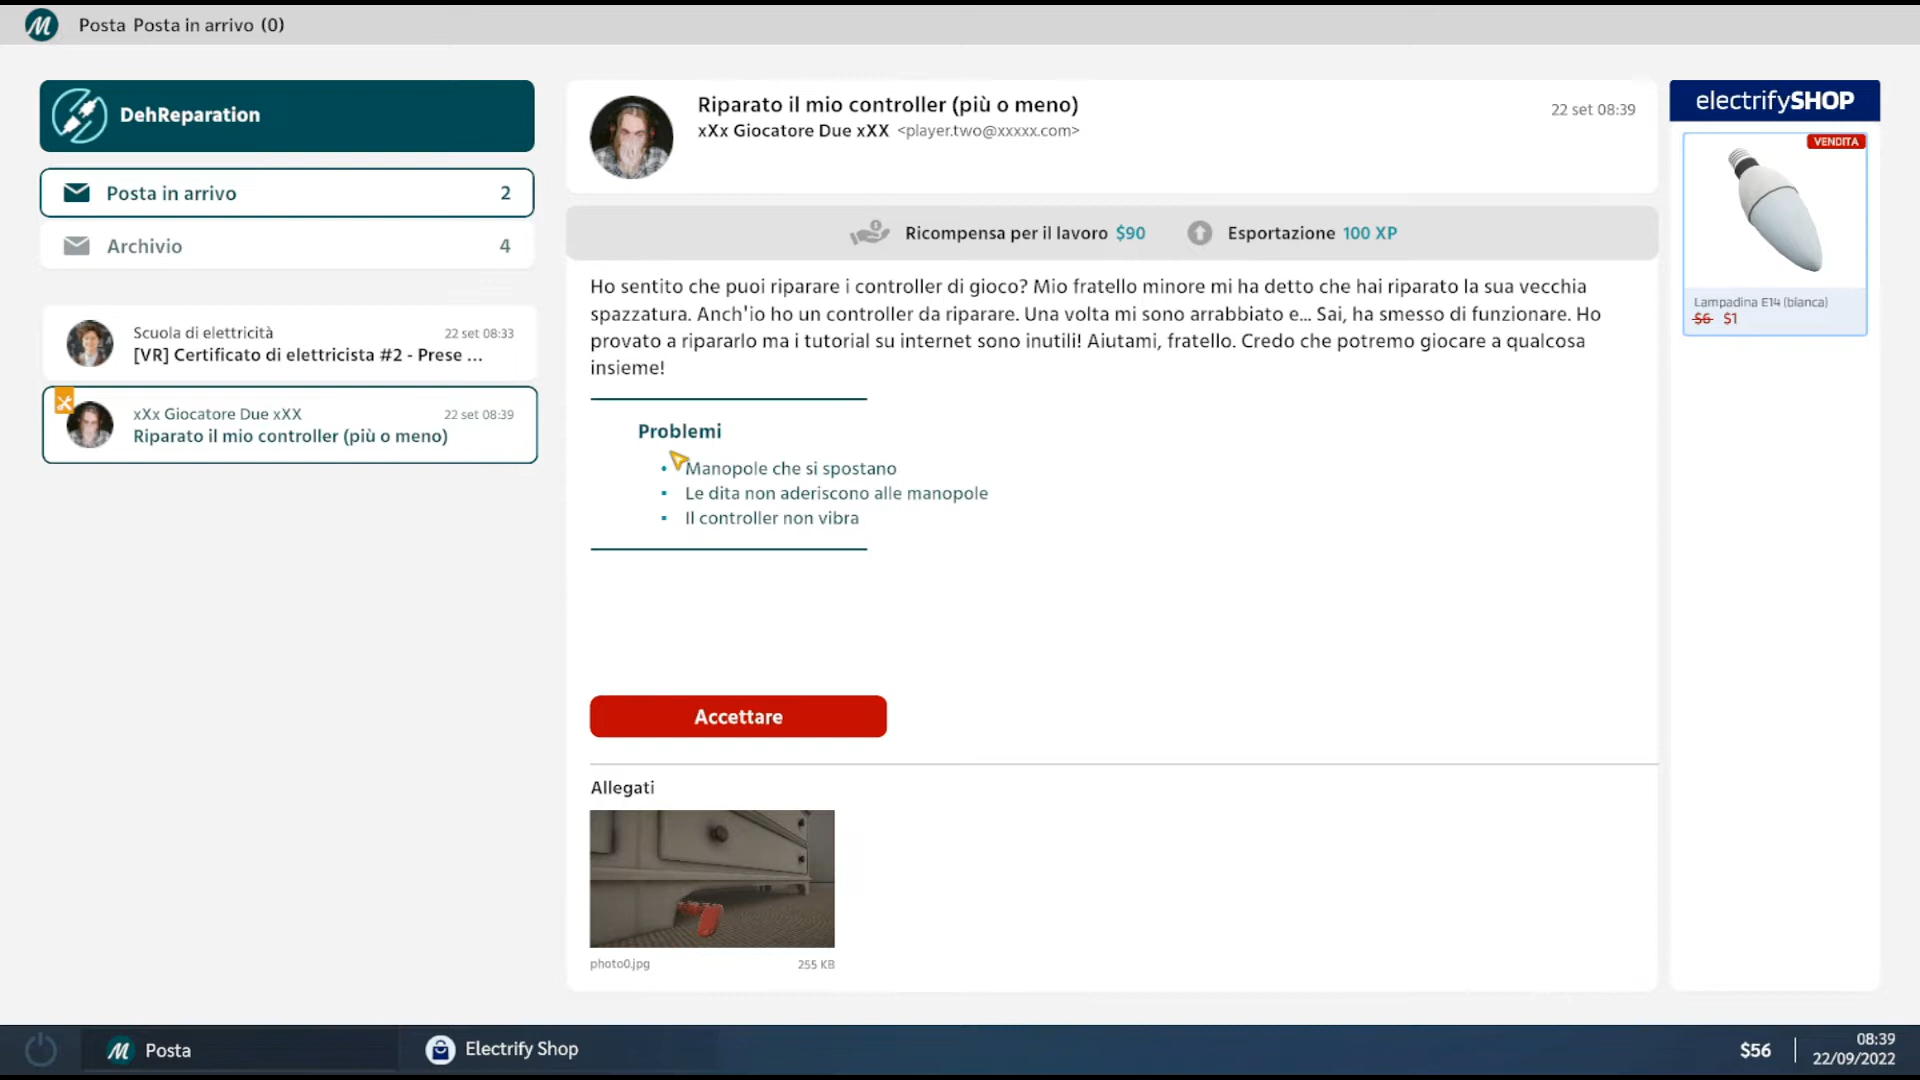 Posta Posta in arrivo (0)
DehReparation
Posta in arrivo 2
Archivio 4
Scuola di elettricità 22 set 08:33
[VR] Certificato di elettricista #2 - Prese ...
xXx Giocatore Due xXX 22 set 08:39
Riparato il mio controller (più o meno)
Riparato il mio controller (più o meno)
xXx Giocatore Due xXX <player.two@xxxxx.com>
22 set 08:39
Ricompensa per il lavoro $90 Esportazione 100 XP
Ho sentito che puoi riparare i controller di gioco? Mio fratello minore mi ha detto che hai riparato la sua vecchia
spazzatura. Anch'io ho un controller da riparare. Una volta mi sono arrabbiato e... Sai, ha smesso di funzionare. Ho
provato a ripararlo ma i tutorial su internet sono inutili! Aiutami, fratello. Credo che potremo giocare a qualcosa
insieme!
Problemi
• Manopole che si spostano
• Le dita non aderiscono alle manopole
• Il controller non vibra
Accettare
Allegati
photo0.jpg 255 KB
electrifySHOP
VENDITA
Lampadina E14 (bianca)
$6 $1
M Posta
Electrify Shop
$56
08:39
22/09/2022